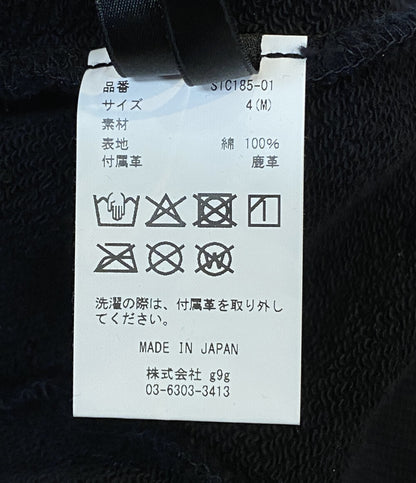 品番 STC185-01
サイズ 4(M)
素材
表地 綿 100%
付属革 鹿革
洗濯の際は、付属革を取り外し
てください。
MADE IN JAPAN
株式会社 g9g
03-6303-3413